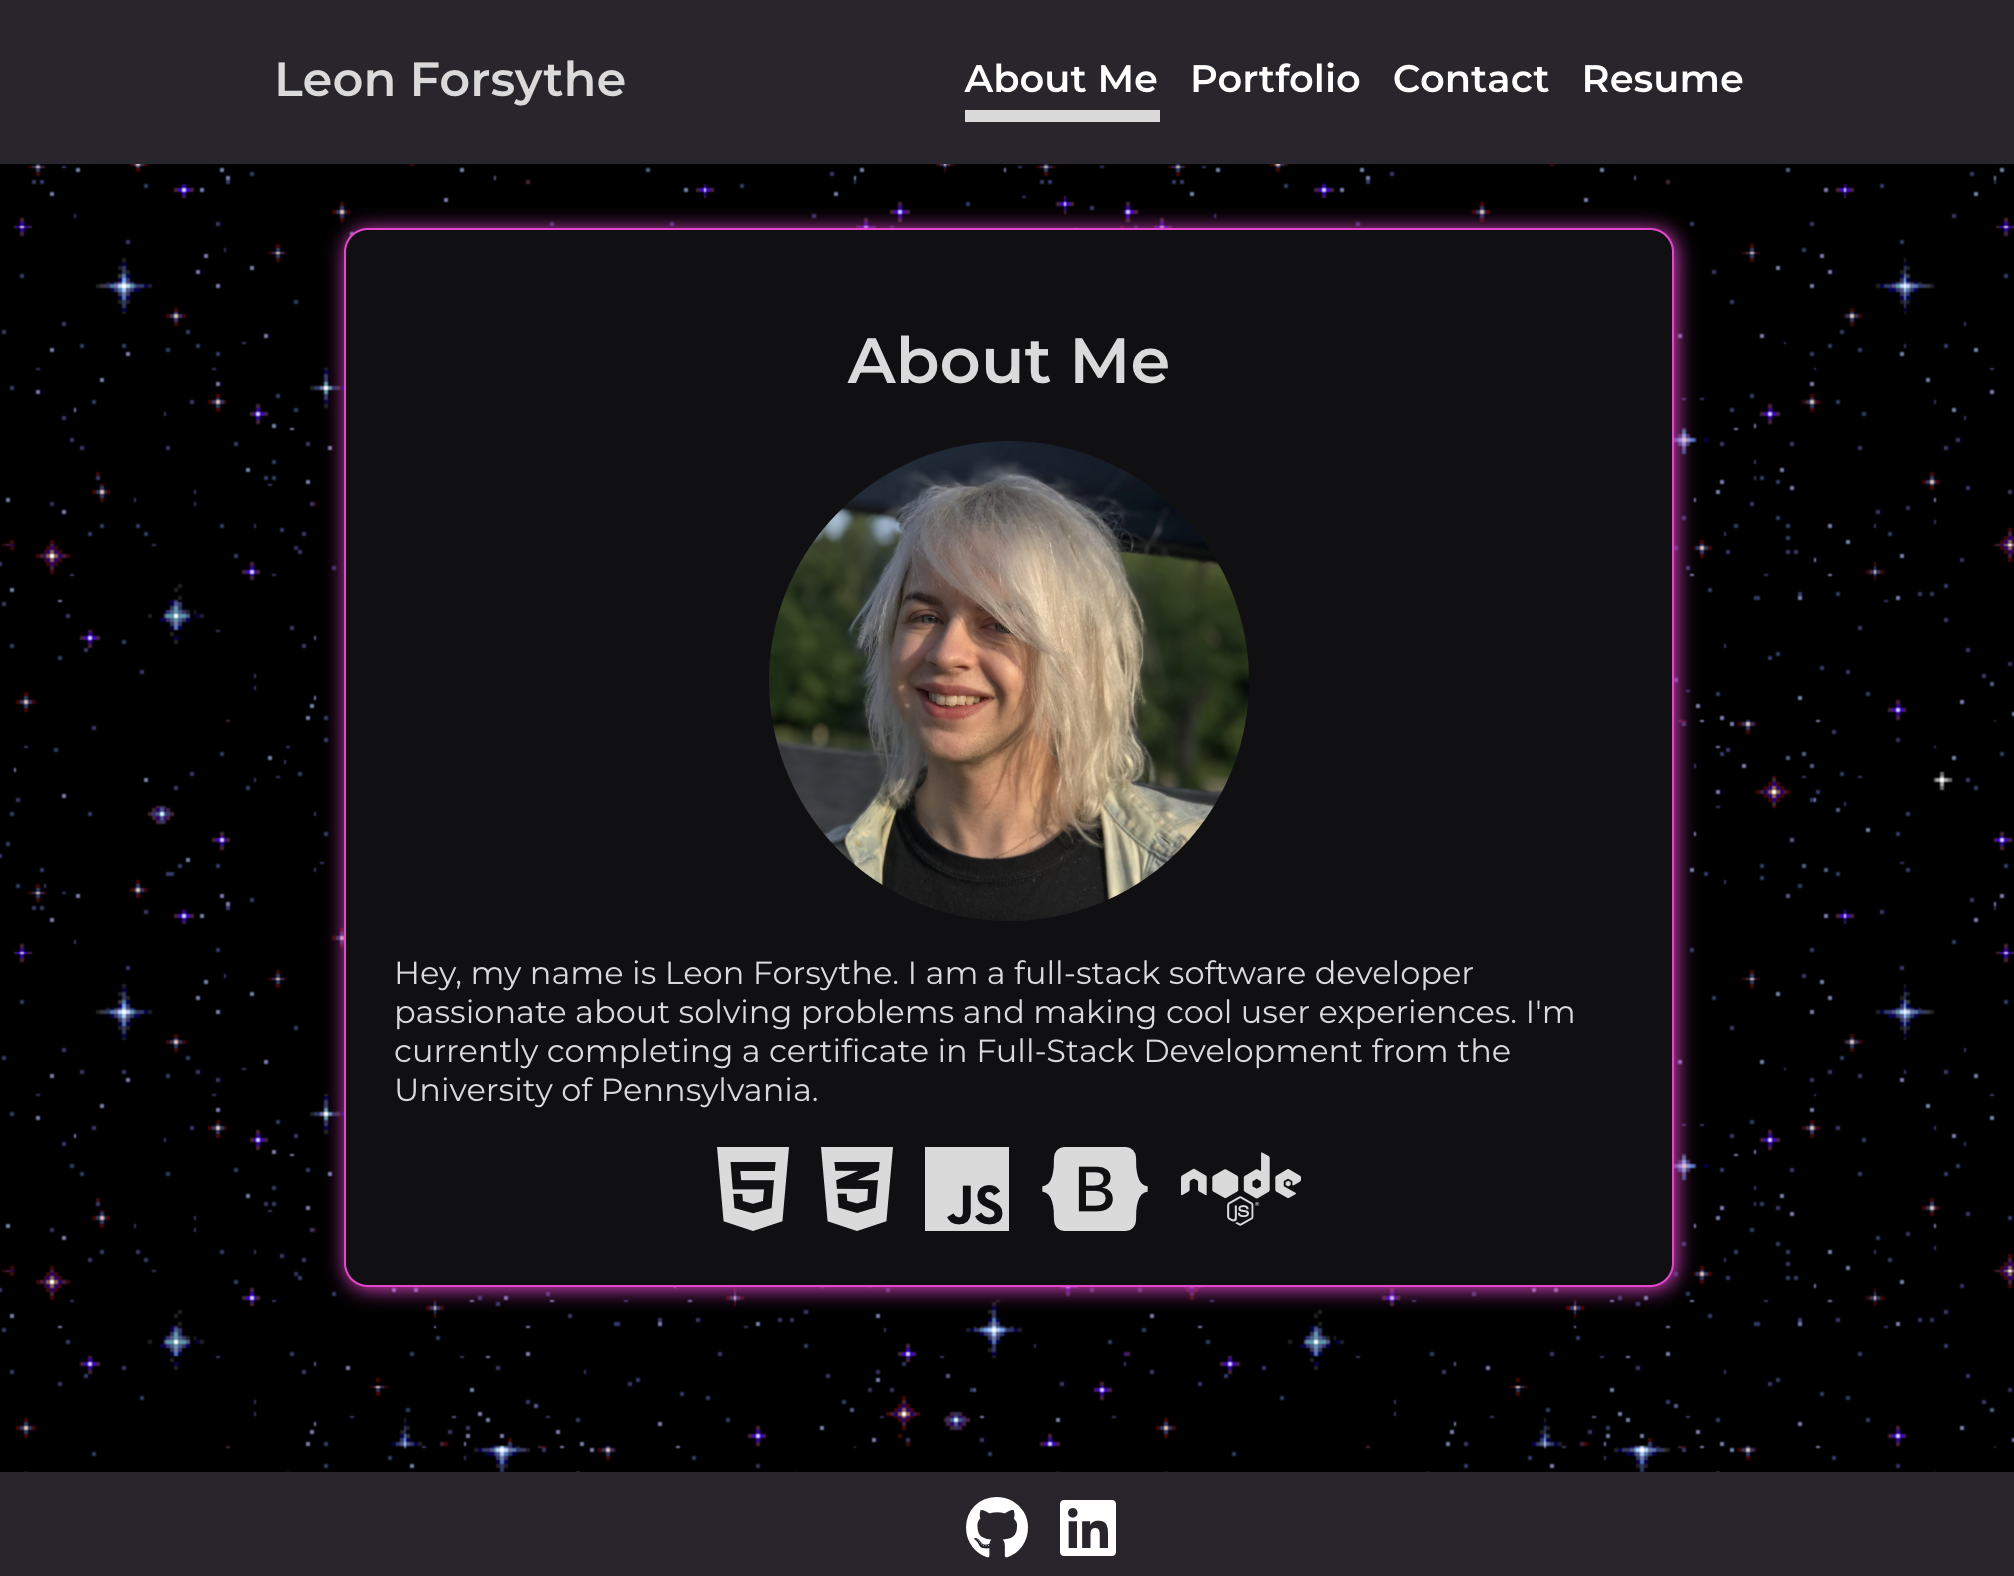 Leon Forsythe
About Me Portfolio Contact Resume
About Me
Hey, my name is Leon Forsythe. I am a full-stack software developer
passionate about solving problems and making cool user experiences. I'm
currently completing a certificate in Full-Stack Development from the
University of Pennsylvania.
5 3 JS B node
JS
in